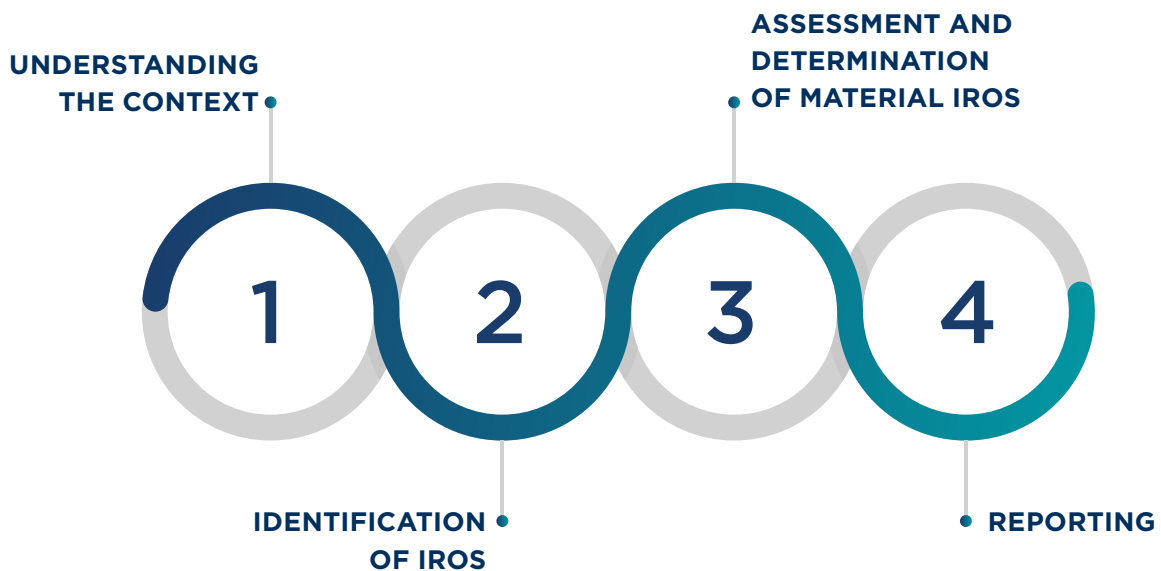 UNDERSTANDING
THE CONTEXT
ASSESSMENT AND
DETERMINATION
OF MATERIAL IROS
1
2
3
4
IDENTIFICATION
OF IROS
REPORTING